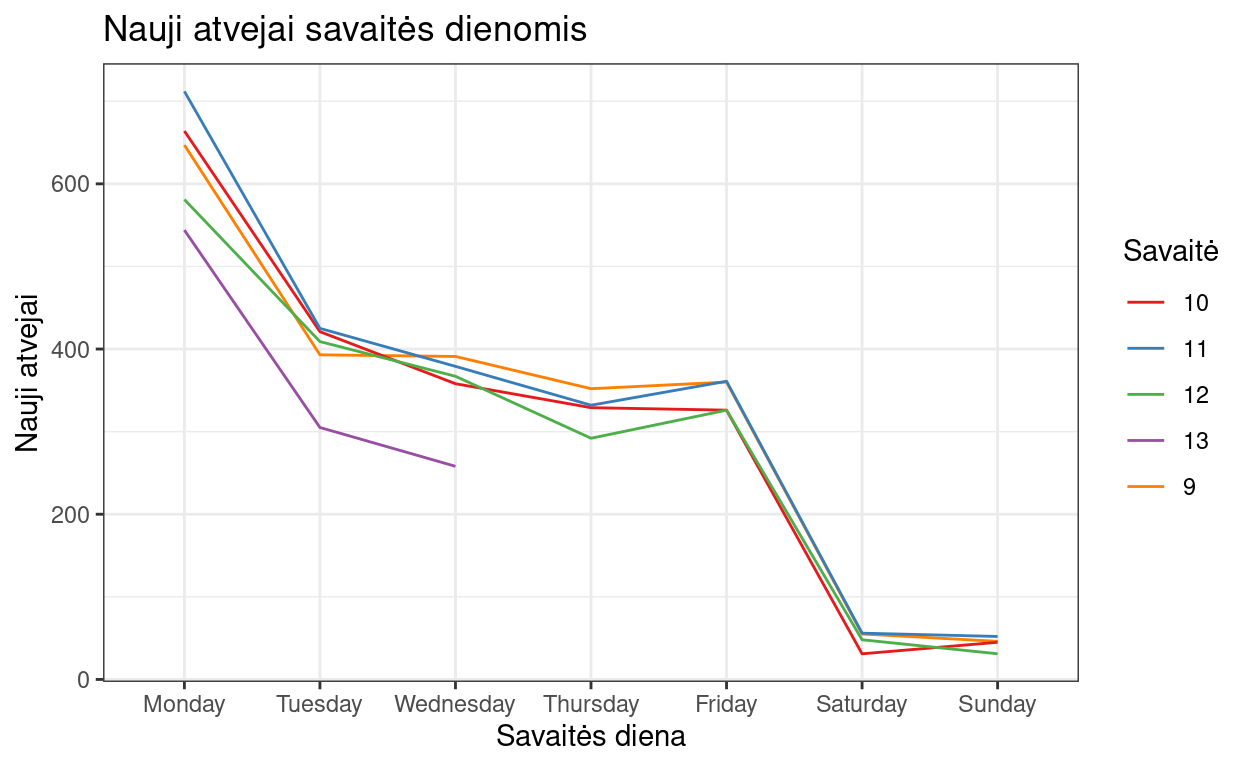 Nauji atvejai savaitės dienomis
Nauji atvejai
600
400
200
0
Monday Tuesday Wednesday Thursday Friday Saturday Sunday
Savaitės diena
Savaitė
10
11
12
13
9